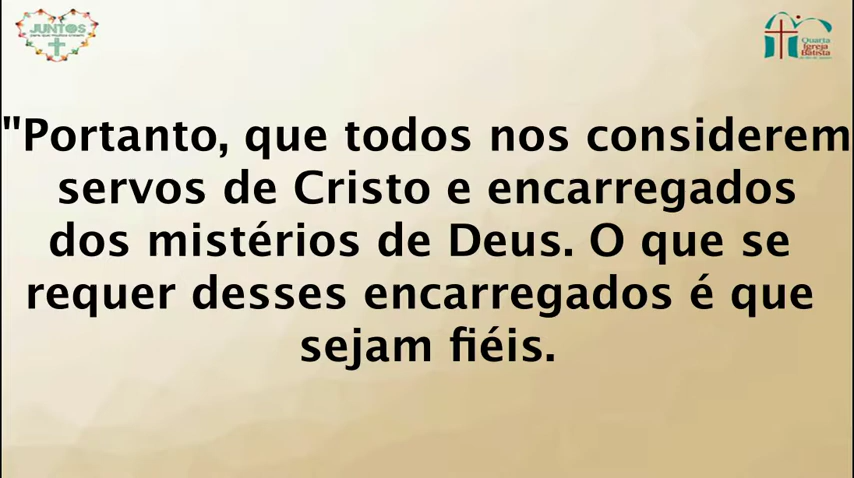 JUNTOS
Quarta
Igreja
Batista
"Portanto, que todos nos considerem
servos de Cristo e encarregados
dos mistérios de Deus. O que se
requer desses encarregados é que
sejam fiéis.